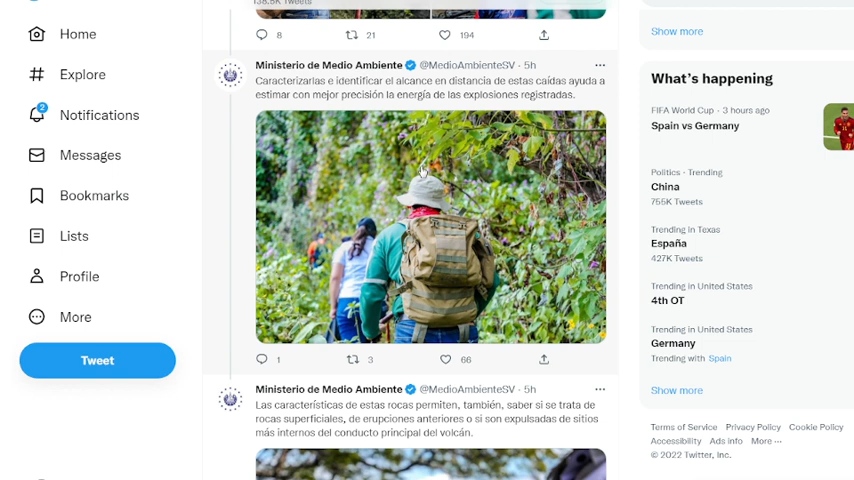 138.5K Tweets
Home
Explore
2
Notifications
Messages
Bookmarks
Lists
Profile
More
Tweet
8
21
194
Ministerio de Medio Ambiente @MedioAmbienteSV · 5h
Caracterizarlas e identificar el alcance en distancia de estas caídas ayuda a
estimar con mejor precisión la energía de las explosiones registradas.
1
3
66
Ministerio de Medio Ambiente @MedioAmbienteSV · 5h
Las características de estas rocas permiten, también, saber si se trata de
rocas superficiales, de erupciones anteriores o si son expulsadas de sitios
más internos del conducto principal del volcán.
Show more
What's happening
FIFA World Cup · 3 hours ago
Spain vs Germany
Politics · Trending
China
755K Tweets
Trending in Texas
España
427K Tweets
Trending in United States
4th OT
Trending in United States
Germany
Trending with Spain
Show more
Terms of Service Privacy Policy Cookie Policy
Accessibility Ads info More ···
© 2022 Twitter, Inc.